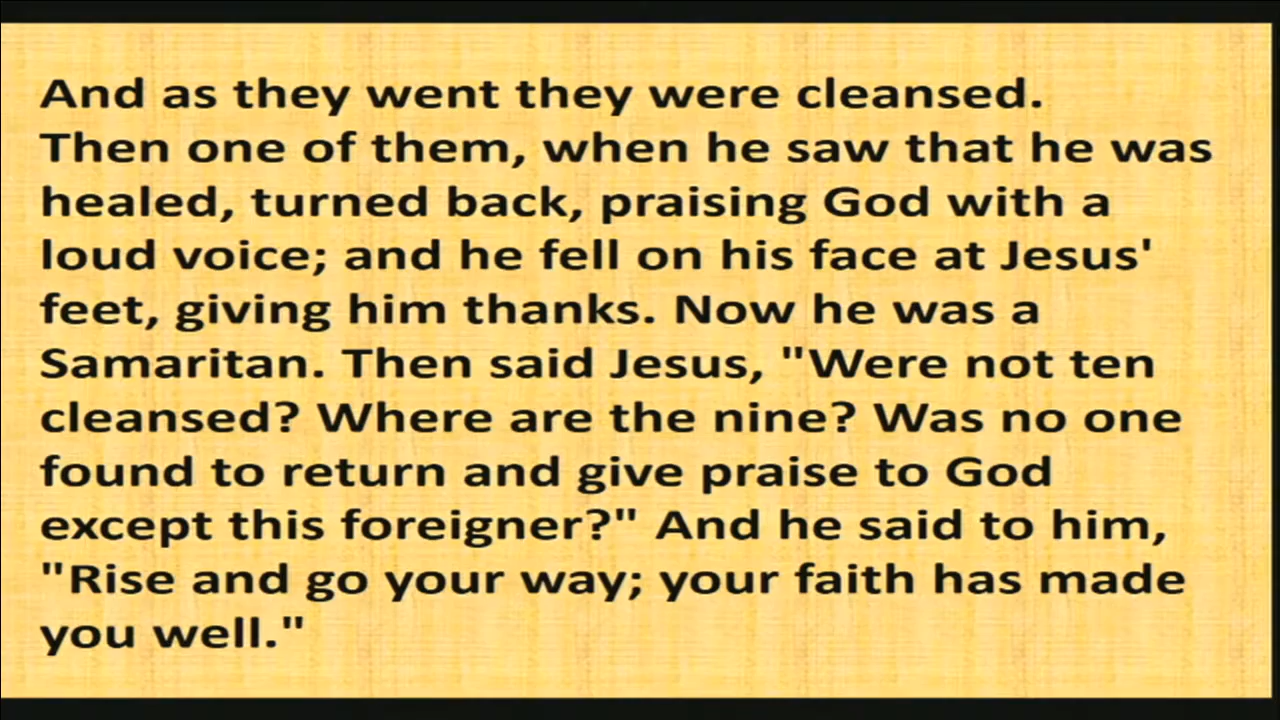 And as they went they were cleansed.
Then one of them, when he saw that he was
healed, turned back, praising God with a
loud voice; and he fell on his face at Jesus'
feet, giving him thanks. Now he was a
Samaritan. Then said Jesus, "Were not ten
cleansed? Where are the nine? Was no one
found to return and give praise to God
except this foreigner?" And he said to him,
"Rise and go your way; your faith has made
you well."